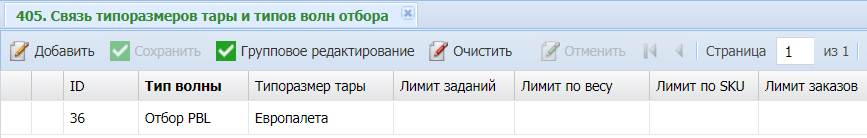 405. Связь типоразмеров тары и типов волн отбора
Добавить Сохранить Групповое редактирование Очистить Отменить Страница 1 из 1
ID Тип волны Типоразмер тары Лимит заданий Лимит по весу Лимит по SKU Лимит заказов
36 Отбор PBL Европалета